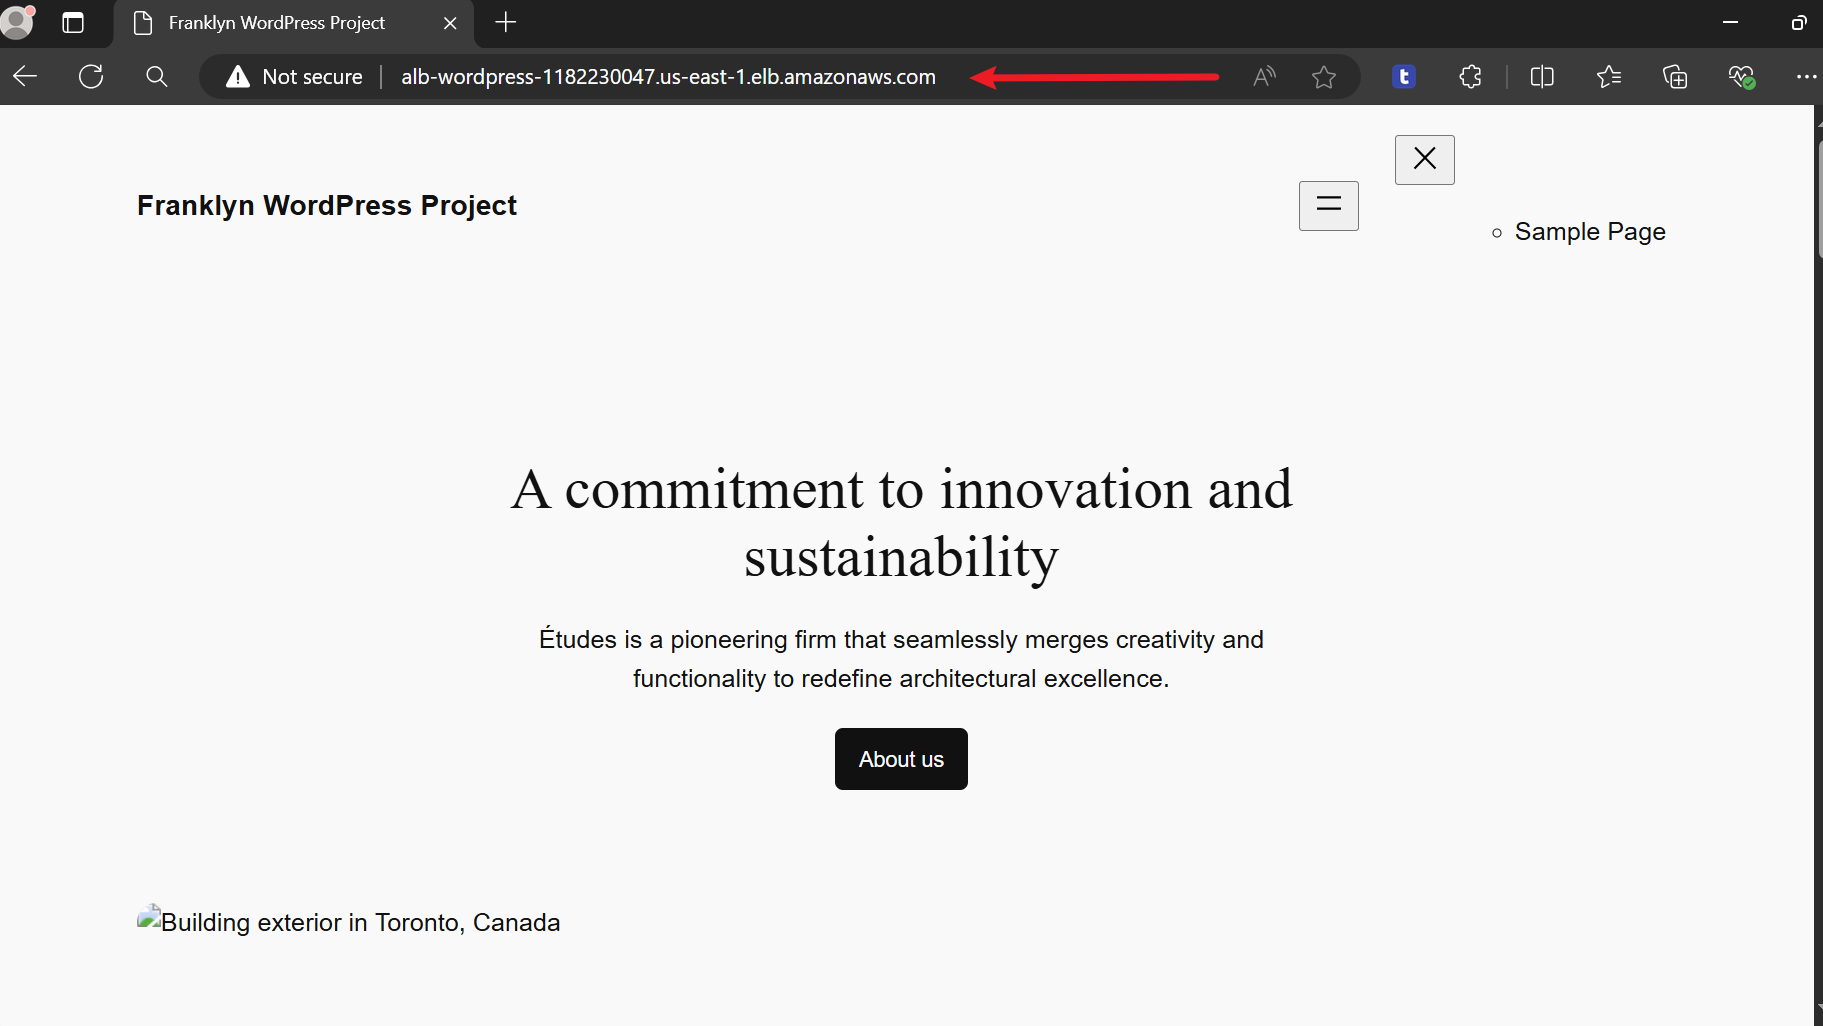 Franklyn WordPress Project
Not secure
alb-wordpress-1182230047.us-east-1.elb.amazonaws.com
t
Franklyn WordPress Project
Sample Page
A commitment to innovation and
sustainability
Études is a pioneering firm that seamlessly merges creativity and
functionality to redefine architectural excellence.
About us
Building exterior in Toronto, Canada